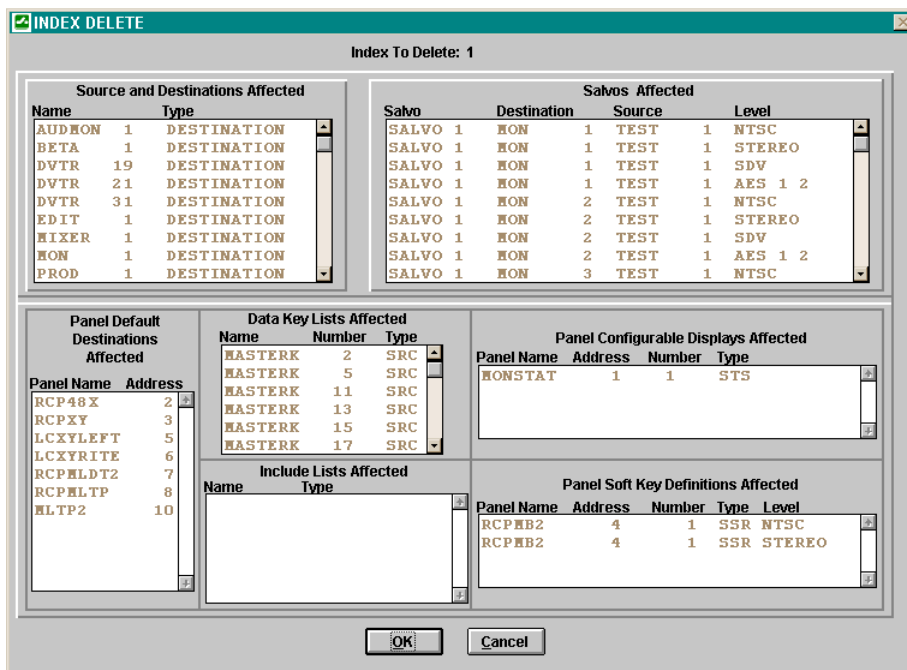 INDEX DELETE
Index To Delete: 1
Source and Destinations Affected
Name Type
AUDMON 1 DESTINATION
BETA 1 DESTINATION
DVTR 19 DESTINATION
DVTR 21 DESTINATION
DVTR 31 DESTINATION
EDIT 1 DESTINATION
MIXER 1 DESTINATION
MON 1 DESTINATION
PROD 1 DESTINATION
Salvos Affected
Salvo Destination Source Level
SALVO 1 MON 1 TEST 1 NTSC
SALVO 1 MON 1 TEST 1 STEREO
SALVO 1 MON 1 TEST 1 SDV
SALVO 1 MON 1 TEST 1 AES 1 2
SALVO 1 MON 2 TEST 1 NTSC
SALVO 1 MON 2 TEST 1 STEREO
SALVO 1 MON 2 TEST 1 SDV
SALVO 1 MON 2 TEST 1 AES 1 2
SALVO 1 MON 3 TEST 1 NTSC
Panel Default
Destinations
Affected
Panel Name Address
RCP48X 2
RCPXY 3
LCXYLEFT 5
LCXYRITE 6
RCPMLDT2 7
RCPMLTP 8
MLTP2 10
Data Key Lists Affected
Name Number Type
MASTERK 2 SRC
MASTERK 5 SRC
MASTERK 11 SRC
MASTERK 13 SRC
MASTERK 15 SRC
MASTERK 17 SRC
Include Lists Affected
Name Type
Panel Configurable Displays Affected
Panel Name Address Number Type
MONSTAT 1 1 STS
Panel Soft Key Definitions Affected
Panel Name Address Number Type Level
RCPMB2 4 1 SSR NTSC
RCPMB2 4 1 SSR STEREO
OK Cancel